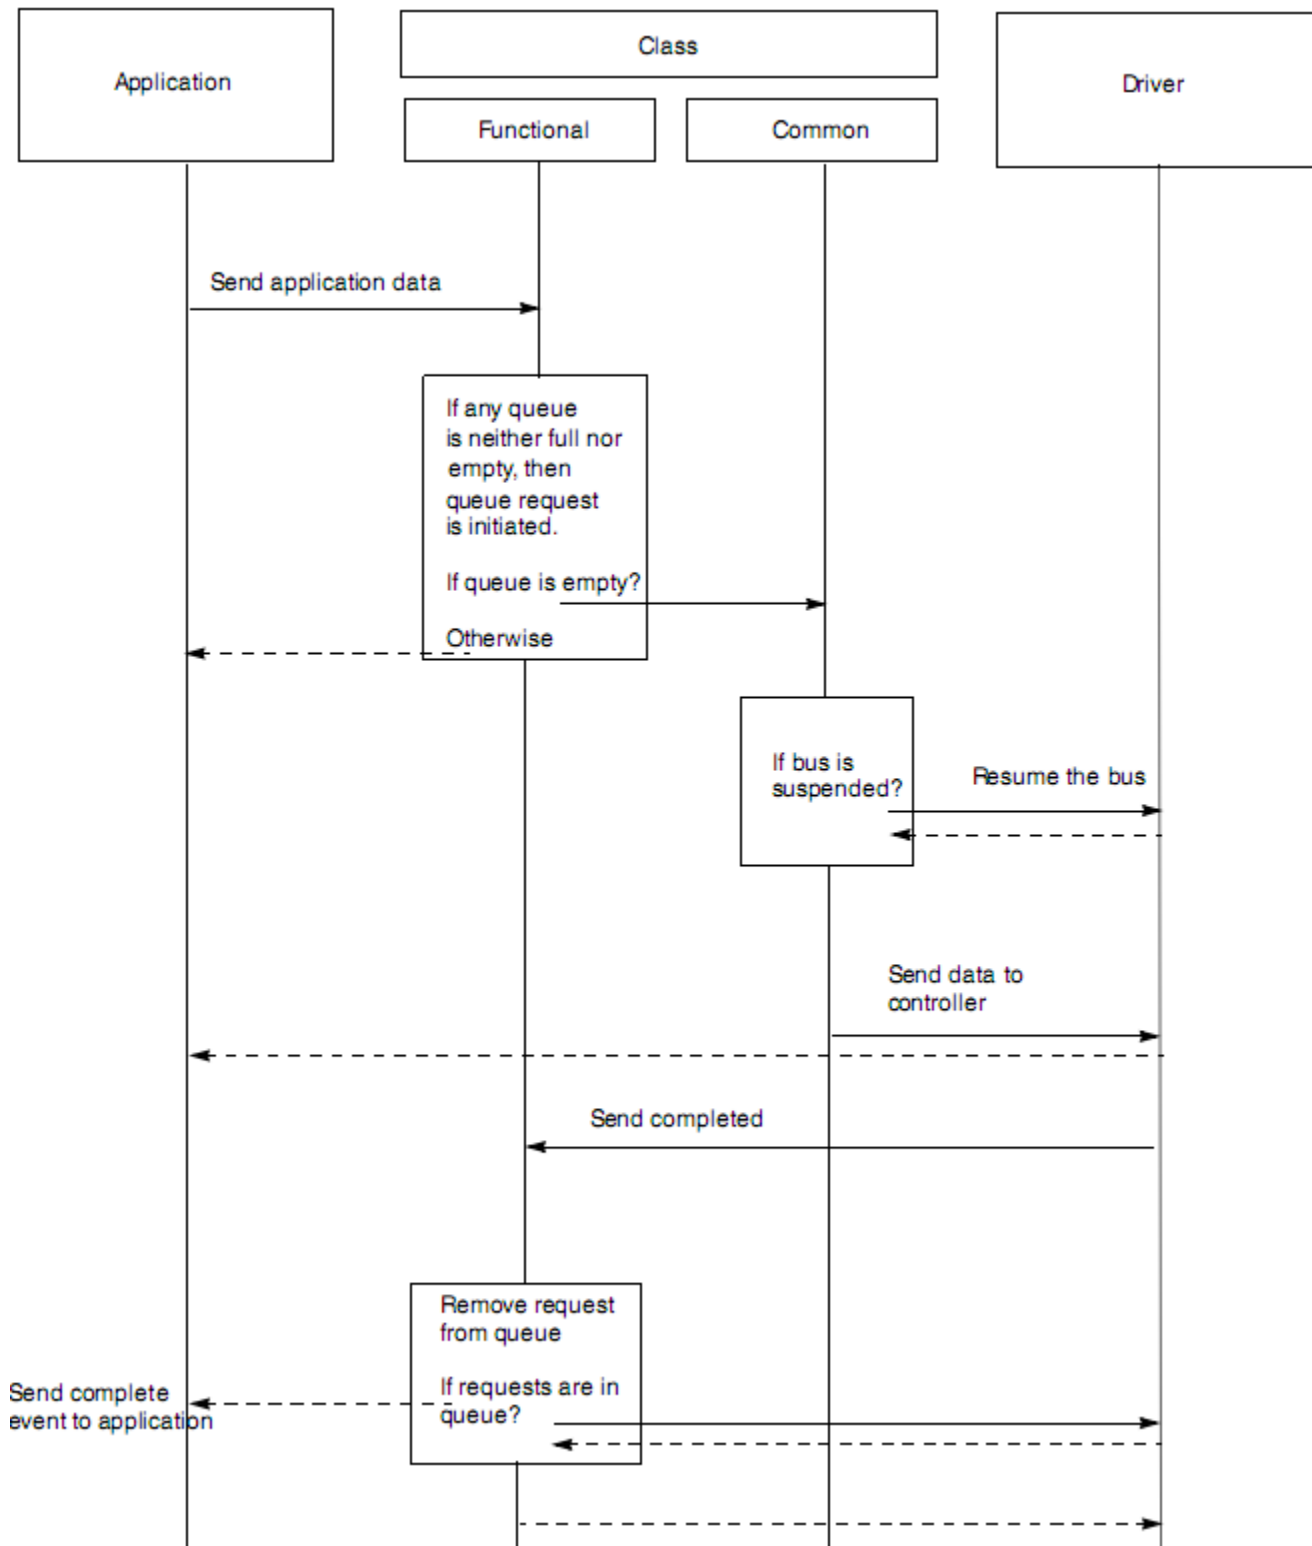 Application
Class
Driver
Functional
Common
Send application data
If any queue
is neither full nor
empty, then
queue request
is initiated.
If queue is empty?
Otherwise
If bus is
suspended?
Resume the bus
Send data to
controller
Send completed
Remove request
from queue
If requests are in
queue?
Send complete
event to application